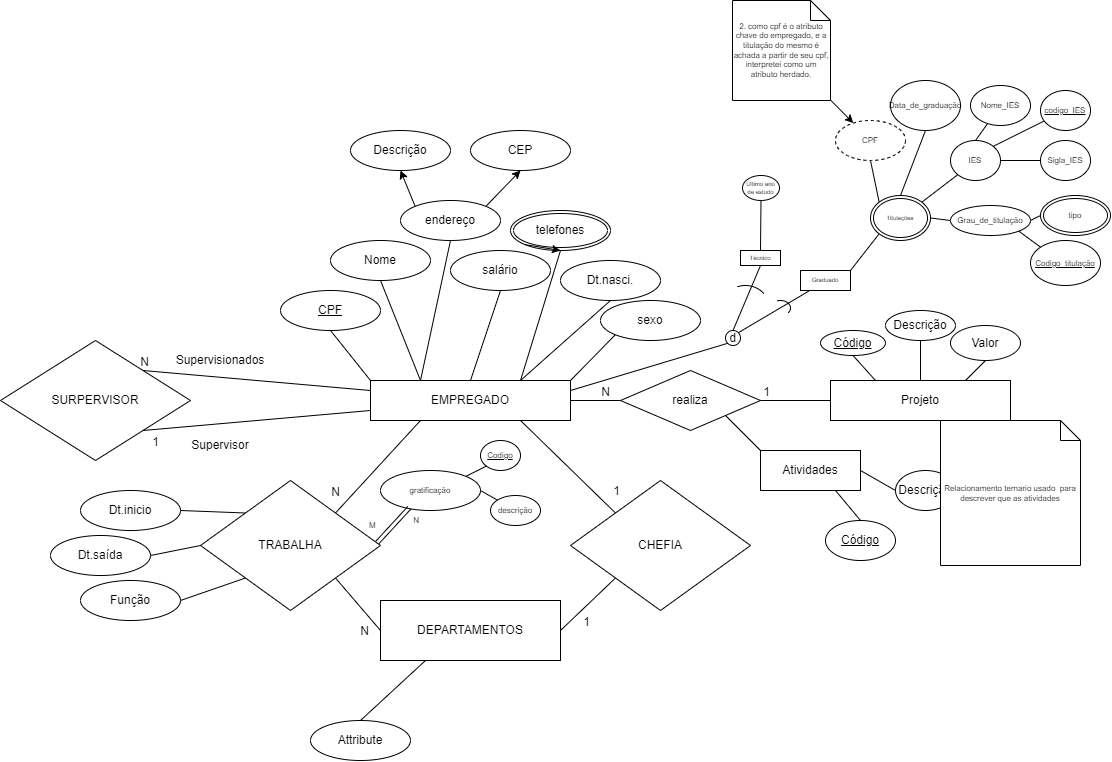 2. como cpf é o atributo
chave do empregado, e a
titulação do mesmo é
achada a partir de seu cpf,
interpretei como um
atributo herdado.
Data_de_graduação
Nome_IES
codigo_IES
CPF
IES
Sigla_IES
Descrição
CEP
Último ano
de estudo
endereço
Titulações
Grau_de_titulação
tipo
telefones
Nome
salário
Técnico
Codigo_titulação
Dt.nasci.
Graduado
CPF
sexo
d
Código
Descrição
Valor
N
Supervisionados
SURPERVISOR
EMPREGADO
N
realiza
1
Projeto
1
Supervisor
Codigo
Atividades
gratificação
N
1
Descriçã
Relacionamento ternario usado para
descrever que as atividades
Dt.inicio
descrição
M
N
Código
Dt.saída
TRABALHA
CHEFIA
Função
N
DEPARTAMENTOS
1
Attribute